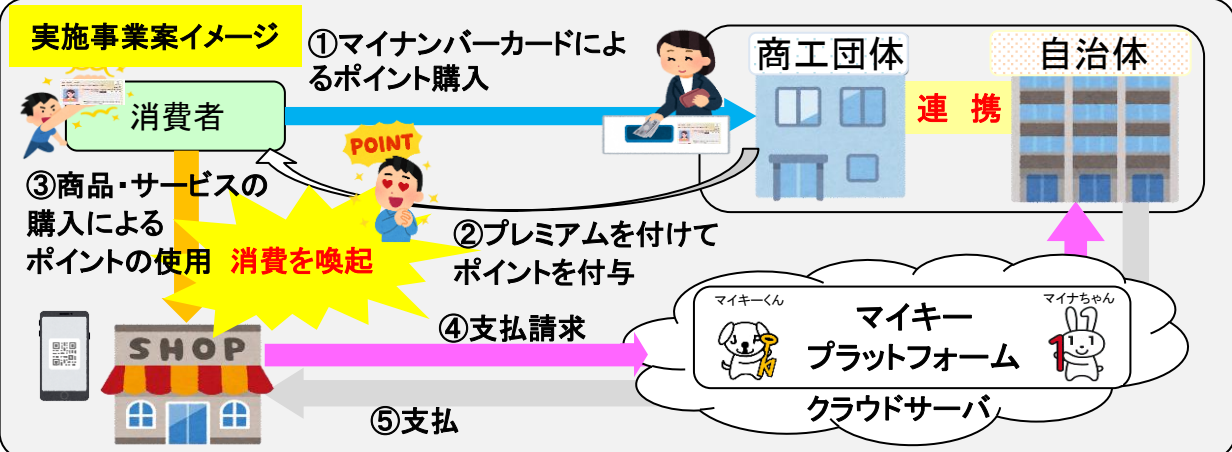 実施事業案イメージ
①マイナンバーカードによ
るポイント購入
商工団体
自治体
連 携
消費者
POINT
③商品・サービスの
購入による
ポイントの使用
消費を喚起
②プレミアムを付けて
ポイントを付与
マイキーくん
マイナちゃん
マイキー
プラットフォーム
クラウドサーバ
④支払請求
SHOP
⑤支払